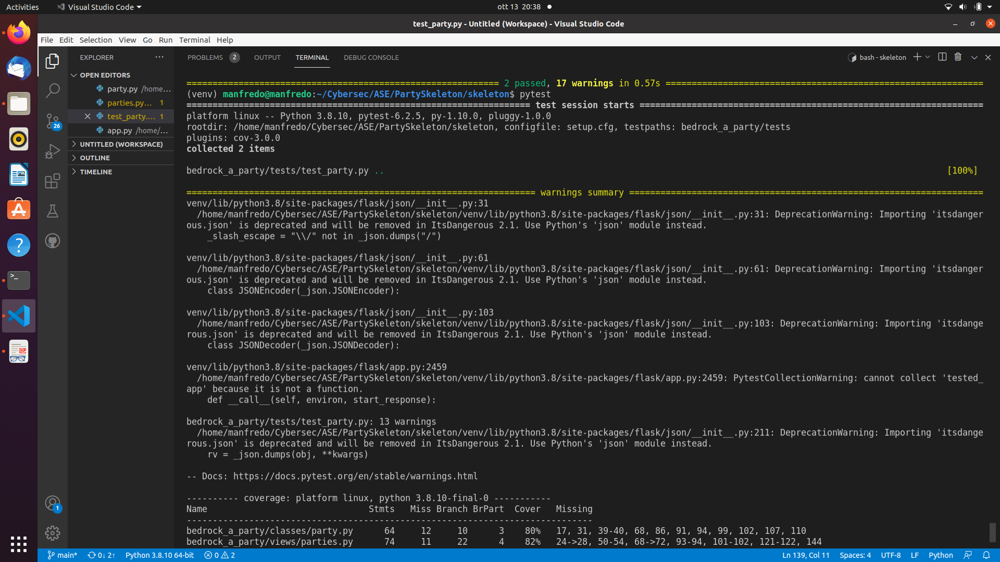 Activities
Visual Studio Code
ott 13 20:38
test_party.py - Untitled (Workspace) - Visual Studio Code
File Edit Selection View Go Run Terminal Help
EXPLORER
OPEN EDITORS
party.py /home...
parties.py... 1
test_party.... 1
app.py /home/...
UNTITLED (WORKSPACE)
OUTLINE
TIMELINE
26
1
PROBLEMS 2 OUTPUT TERMINAL DEBUG CONSOLE
bash - skeleton
============================================================ 2 passed, 17 warnings in 0.57s =============================================================
(venv) manfredo@manfredo:~/Cybersec/ASE/PartySkeleton/skeleton$ pytest
================================================================== test session starts ==================================================================
platform linux -- Python 3.8.10, pytest-6.2.5, py-1.10.0, pluggy-1.0.0
rootdir: /home/manfredo/Cybersec/ASE/PartySkeleton/skeleton, configfile: setup.cfg, testpaths: bedrock_a_party/tests
plugins: cov-3.0.0
collected 2 items
bedrock_a_party/tests/test_party.py .. [100%]
=================================================================== warnings summary ====================================================================
venv/lib/python3.8/site-packages/flask/json/__init__.py:31
/home/manfredo/Cybersec/ASE/PartySkeleton/skeleton/venv/lib/python3.8/site-packages/flask/json/__init__.py:31: DeprecationWarning: Importing 'itsdanger
ous.json' is deprecated and will be removed in ItsDangerous 2.1. Use Python's 'json' module instead.
_slash_escape = "\\/" not in _json.dumps("/")
venv/lib/python3.8/site-packages/flask/json/__init__.py:61
/home/manfredo/Cybersec/ASE/PartySkeleton/skeleton/venv/lib/python3.8/site-packages/flask/json/__init__.py:61: DeprecationWarning: Importing 'itsdanger
ous.json' is deprecated and will be removed in ItsDangerous 2.1. Use Python's 'json' module instead.
class JSONEncoder(_json.JSONEncoder):
venv/lib/python3.8/site-packages/flask/json/__init__.py:103
/home/manfredo/Cybersec/ASE/PartySkeleton/skeleton/venv/lib/python3.8/site-packages/flask/json/__init__.py:103: DeprecationWarning: Importing 'itsdange
rous.json' is deprecated and will be removed in ItsDangerous 2.1. Use Python's 'json' module instead.
class JSONDecoder(_json.JSONDecoder):
venv/lib/python3.8/site-packages/flask/app.py:2459
/home/manfredo/Cybersec/ASE/PartySkeleton/skeleton/venv/lib/python3.8/site-packages/flask/app.py:2459: PytestCollectionWarning: cannot collect 'tested_
app' because it is not a function.
def __call__(self, environ, start_response):
bedrock_a_party/tests/test_party.py: 13 warnings
/home/manfredo/Cybersec/ASE/PartySkeleton/skeleton/venv/lib/python3.8/site-packages/flask/json/__init__.py:211: DeprecationWarning: Importing 'itsdange
rous.json' is deprecated and will be removed in ItsDangerous 2.1. Use Python's 'json' module instead.
rv = _json.dumps(obj, **kwargs)
-- Docs: https://docs.pytest.org/en/stable/warnings.html
---------- coverage: platform linux, python 3.8.10-final-0 -----------
Name Stmts Miss Branch BrPart Cover Missing
------------------------------------------------------------------------------
bedrock_a_party/classes/party.py 64 12 10 3 80% 17, 31, 39-40, 68, 86, 91, 94, 99, 102, 107, 110
bedrock_a_party/views/parties.py 74 11 22 4 82% 24->28, 50-54, 68->72, 93-94, 101-102, 121-122, 144
main* 0↓ 2↑ Python 3.8.10 64-bit 0 2
Ln 139, Col 11 Spaces: 4 UTF-8 LF Python